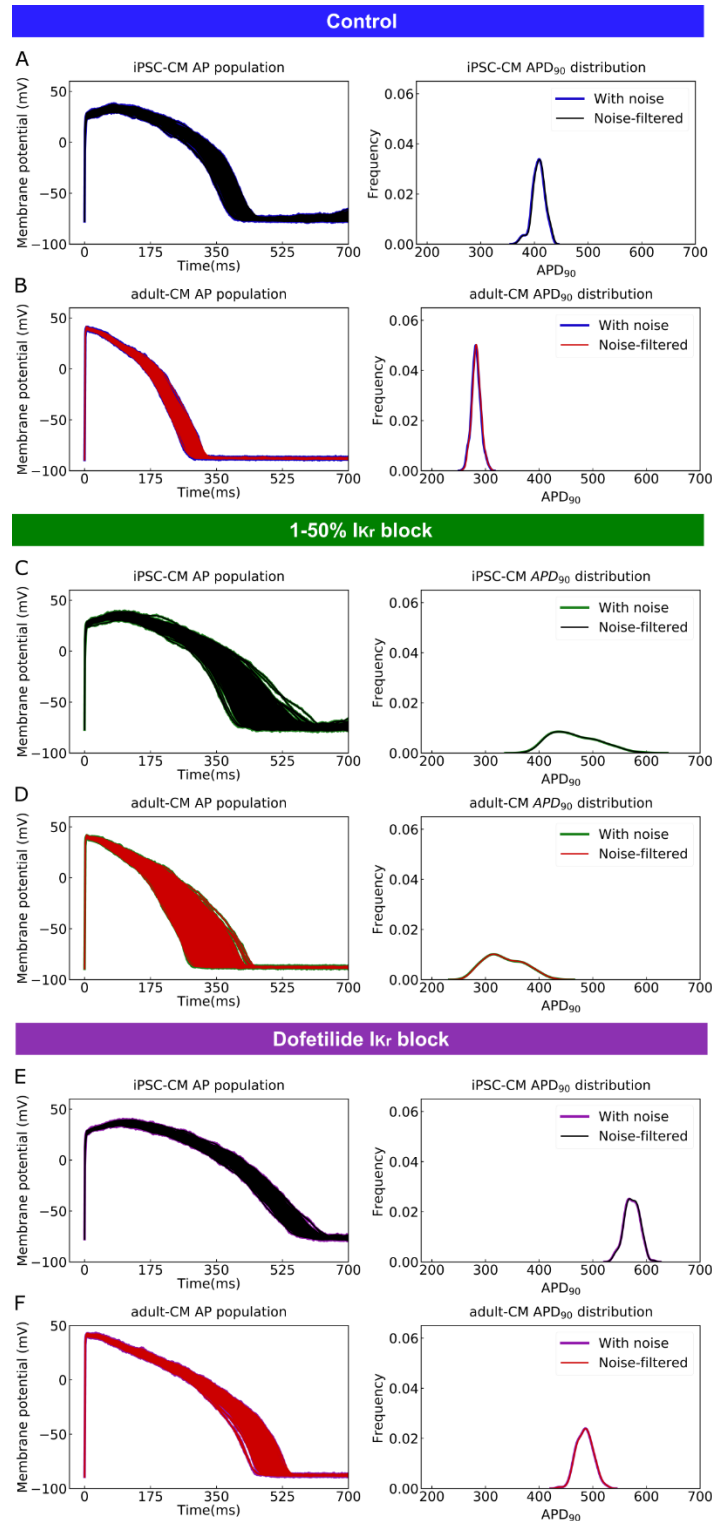 Control
A
iPSC-CM AP population
Membrane potential (mV)
50
0
−50
−100
0 175 350 525 700
Time(ms)
iPSC-CM APD90 distribution
Frequency
0.06
0.04
0.02
0.00
With noise
Noise-filtered
200 300 400 500 600 700
APD90
B
adult-CM AP population
Membrane potential (mV)
50
0
−50
−100
0 175 350 525 700
Time(ms)
adult-CM APD90 distribution
Frequency
0.06
0.04
0.02
0.00
With noise
Noise-filtered
200 300 400 500 600 700
APD90
1-50% IKr block
C
iPSC-CM AP population
Membrane potential (mV)
50
0
−50
−100
0 175 350 525 700
Time(ms)
iPSC-CM APD90 distribution
Frequency
0.06
0.04
0.02
0.00
With noise
Noise-filtered
200 300 400 500 600 700
APD90
D
adult-CM AP population
Membrane potential (mV)
50
0
−50
−100
0 175 350 525 700
Time(ms)
adult-CM APD90 distribution
Frequency
0.06
0.04
0.02
0.00
With noise
Noise-filtered
200 300 400 500 600 700
APD90
Dofetilide IKr block
E
iPSC-CM AP population
Membrane potential (mV)
50
0
−50
−100
0 175 350 525 700
Time(ms)
iPSC-CM APD90 distribution
Frequency
0.06
0.04
0.02
0.00
With noise
Noise-filtered
200 300 400 500 600 700
APD90
F
adult-CM AP population
Membrane potential (mV)
50
0
−50
−100
0 175 350 525 700
Time(ms)
adult-CM APD90 distribution
Frequency
0.06
0.04
0.02
0.00
With noise
Noise-filtered
200 300 400 500 600 700
APD90